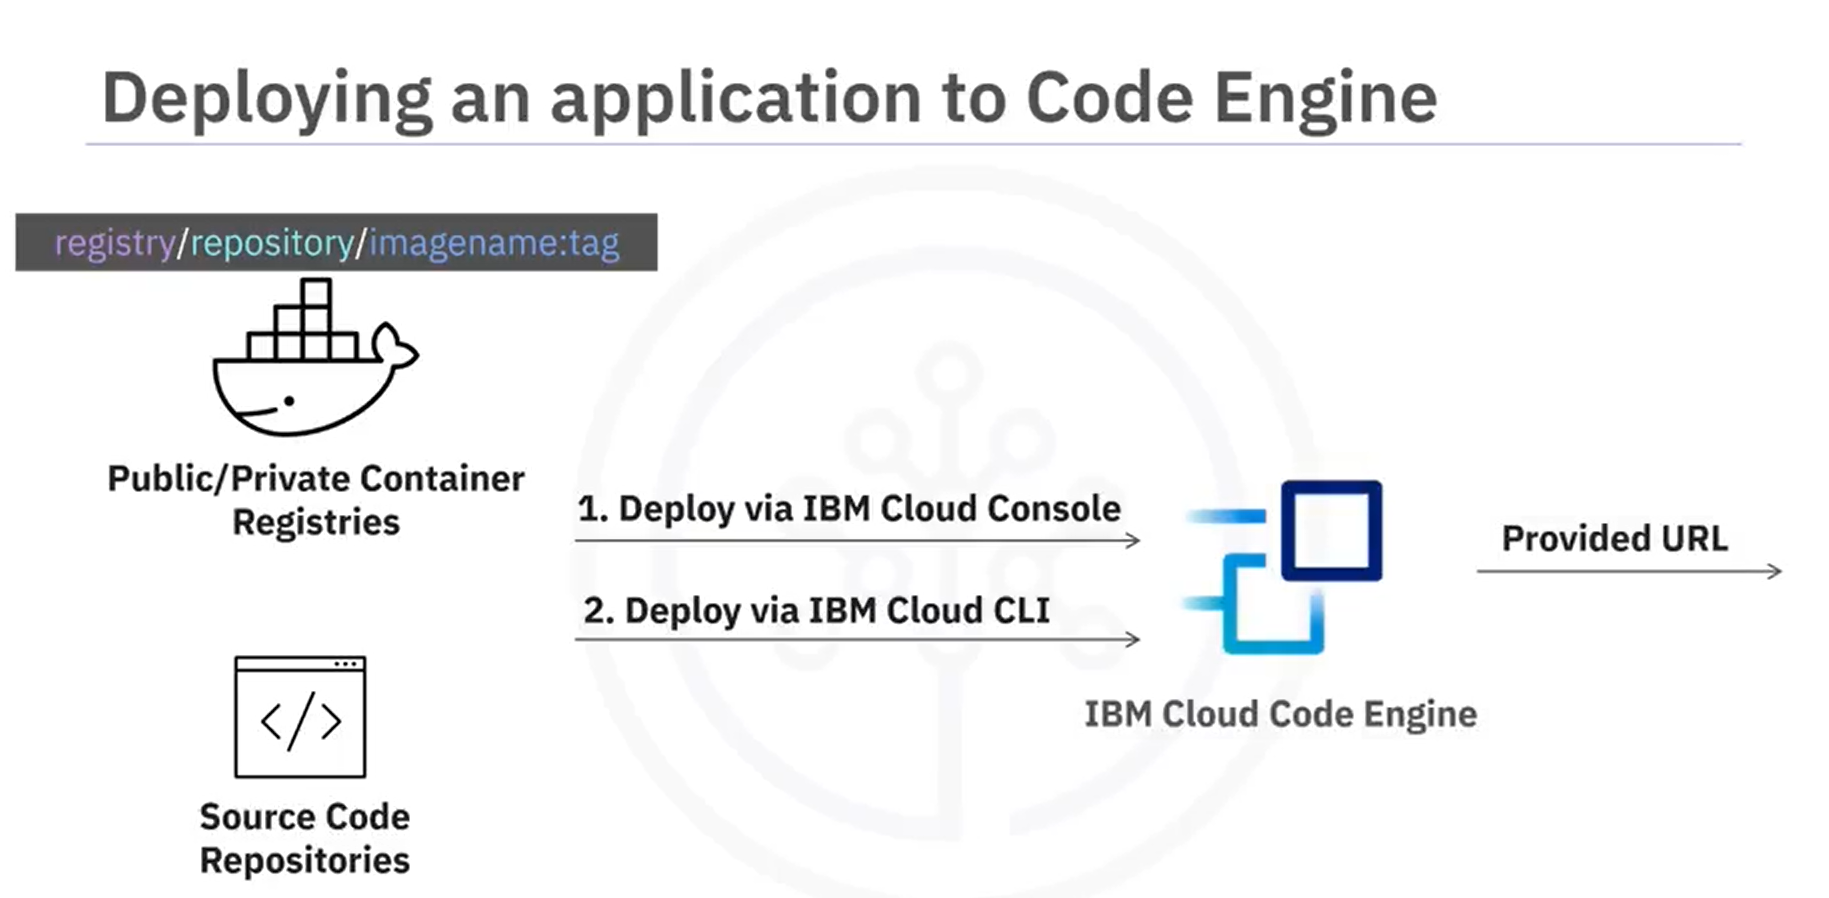 Deploying an application to Code Engine
registry/repository/imagename:tag
Public/Private Container
Registries
1. Deploy via IBM Cloud Console
2. Deploy via IBM Cloud CLI
Provided URL
IBM Cloud Code Engine
</>
Source Code
Repositories